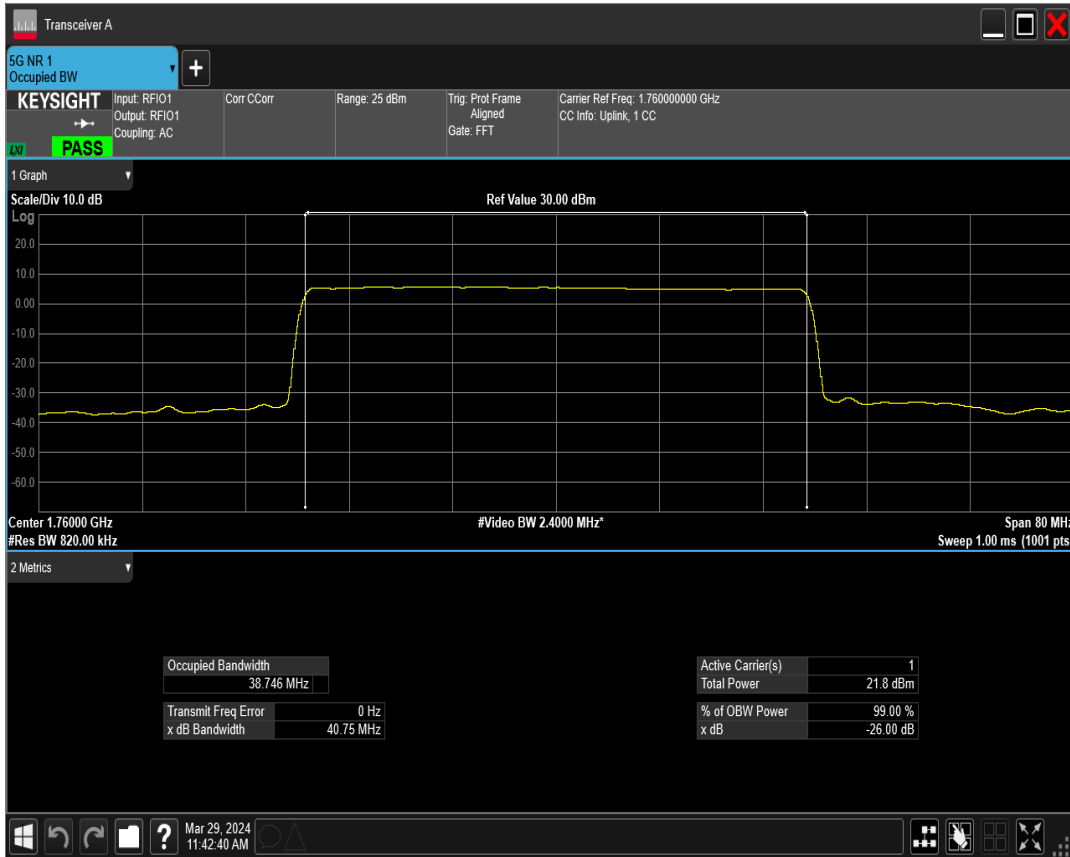 Transceiver A
5G NR 1
Occupied BW
KEYSIGHT
LXI
PASS
Input: RFIO1
Output: RFIO1
Coupling: AC
Corr CCorr
Range: 25 dBm
Trig: Prot Frame
Aligned
Gate: FFT
Carrier Ref Freq: 1.760000000 GHz
CC Info: Uplink, 1 CC
1 Graph
Scale/Div 10.0 dB
Ref Value 30.00 dBm
Log
20.0
10.0
0.00
-10.0
-20.0
-30.0
-40.0
-50.0
-60.0
Center 1.76000 GHz
#Video BW 2.4000 MHz*
Span 80 MHz
#Res BW 820.00 kHz
Sweep 1.00 ms (1001 pts
2 Metrics
Occupied Bandwidth
38.746 MHz
Transmit Freq Error 0 Hz
x dB Bandwidth 40.75 MHz
Active Carrier(s) 1
Total Power 21.8 dBm
% of OBW Power 99.00 %
x dB -26.00 dB
?
Mar 29, 2024
11:42:40 AM